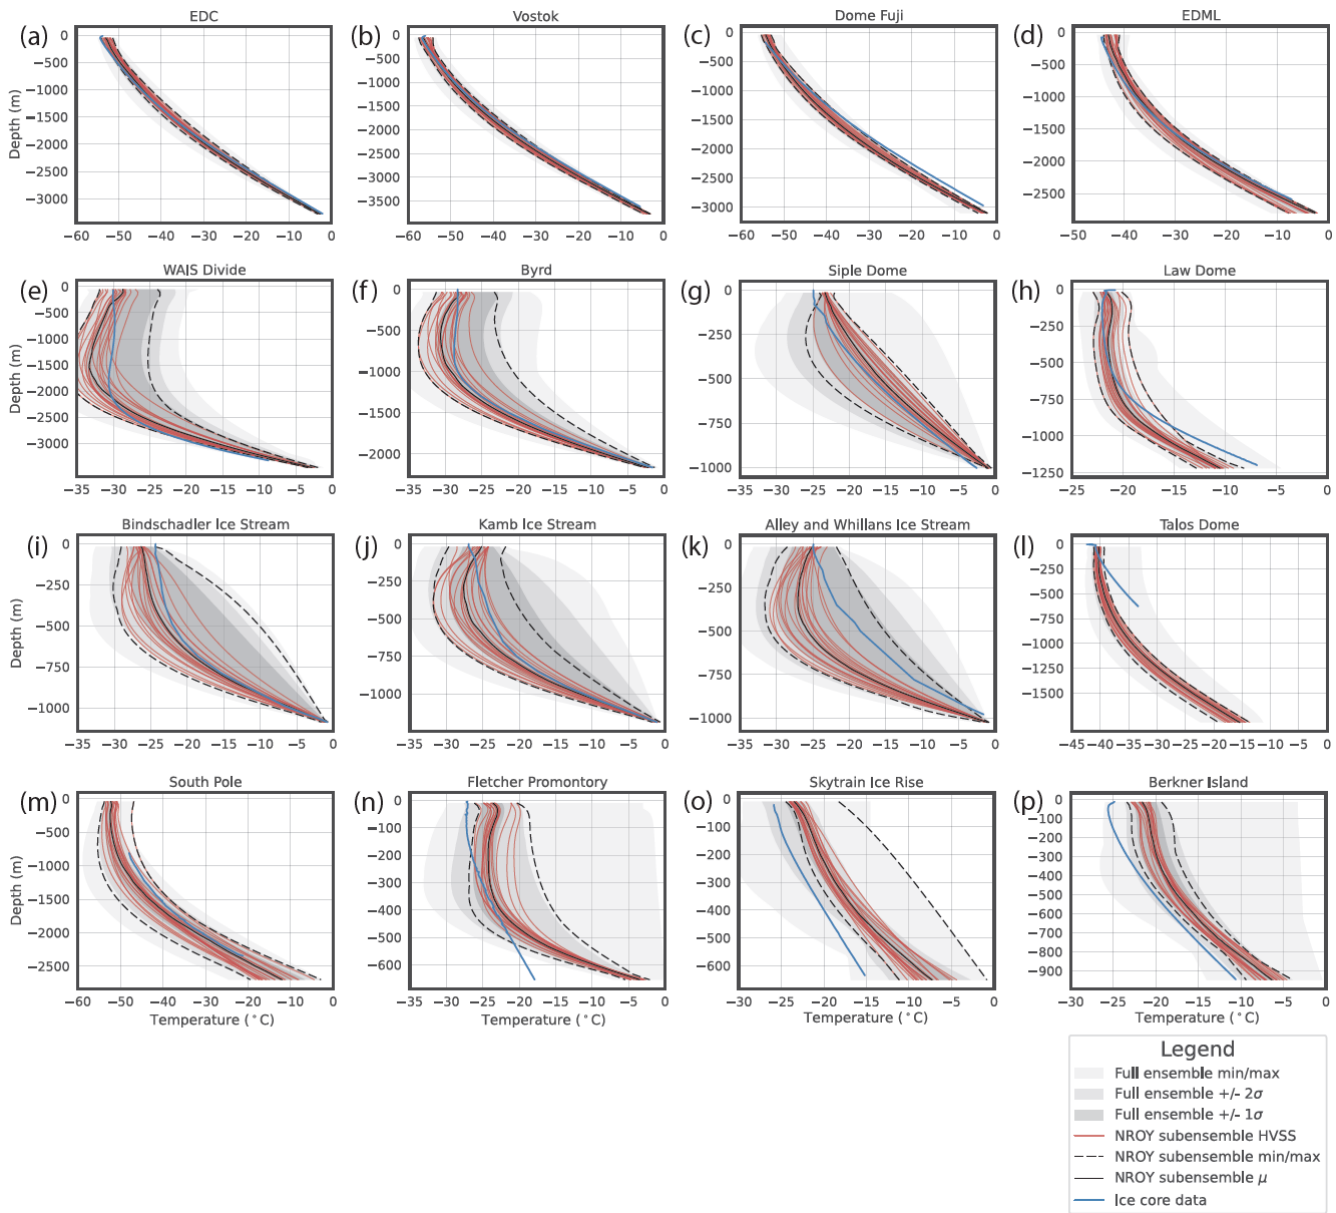 EDC
Vostok
Dome Fuji
EDML
(a)
(b)
(c)
(d)
Depth (m)
0
−500
−1000
−1500
−2000
−2500
−3000
−60 −50 −40 −30 −20 −10 0
0
−500
−1000
−1500
−2000
−2500
−3000
−3500
−60 −50 −40 −30 −20 −10 0
0
−500
−1000
−1500
−2000
−2500
−3000
−60 −50 −40 −30 −20 −10 0
0
−500
−1000
−1500
−2000
−2500
−50 −40 −30 −20 −10 0
WAIS Divide
Byrd
Siple Dome
Law Dome
(e)
(f)
(g)
(h)
Depth (m)
0
−500
−1000
−1500
−2000
−2500
−3000
−35 −30 −25 −20 −15 −10 −5 0
0
−500
−1000
−1500
−2000
−35 −30 −25 −20 −15 −10 −5 0
0
−250
−500
−750
−1000
−35 −30 −25 −20 −15 −10 −5 0
0
−250
−500
−750
−1000
−1250
−25 −20 −15 −10 −5 0
Bindschadler Ice Stream
Kamb Ice Stream
Alley and Whillans Ice Stream
Talos Dome
(i)
(j)
(k)
(l)
Depth (m)
0
−250
−500
−750
−1000
−35 −30 −25 −20 −15 −10 −5 0
0
−250
−500
−750
−1000
−35 −30 −25 −20 −15 −10 −5 0
0
−250
−500
−750
−1000
−35 −30 −25 −20 −15 −10 −5 0
0
−250
−500
−750
−1000
−1250
−1500
−45 −40 −35 −30 −25 −20 −15 −10 −5 0
South Pole
Fletcher Promontory
Skytrain Ice Rise
Berkner Island
(m)
(n)
(o)
(p)
Depth (m)
0
−500
−1000
−1500
−2000
−2500
−60 −50 −40 −30 −20 −10 0
Temperature (°C)
0
−100
−200
−300
−400
−500
−600
−35 −30 −25 −20 −15 −10 −5 0
Temperature (°C)
0
−100
−200
−300
−400
−500
−600
−30 −25 −20 −15 −10 −5 0
Temperature (°C)
0
−100
−200
−300
−400
−500
−600
−700
−800
−900
−30 −25 −20 −15 −10 −5 0
Temperature (°C)
Legend
Full ensemble min/max
Full ensemble +/- 2σ
Full ensemble +/- 1σ
NROY subensemble HVSS
NROY subensemble min/max
NROY subensemble μ
Ice core data